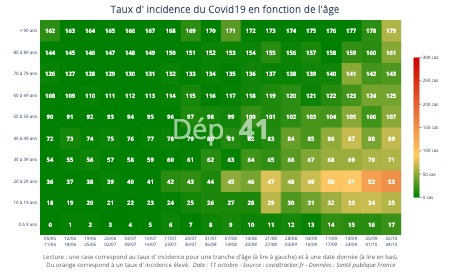 Taux d' incidence du Covid19 en fonction de l'âge
+ 90 ans 162 163 164 165 166 167 168 169 170 171 172 173 174 175 176 177 178 179
80 à 89 ans 144 145 146 147 148 149 150 151 152 153 154 155 156 157 158 159 160 161
70 à 79 ans 126 127 128 129 130 131 132 133 134 135 136 137 138 139 140 141 142 143
60 à 69 ans 108 109 110 111 112 113 114 115 116 117 118 119 120 121 122 123 124 125
50 à 59 ans 90 91 92 93 94 95 96 97 98 99 100 101 102 103 104 105 106 107
Dép. 41
40 à 49 ans 72 73 74 75 76 77 78 79 80 81 82 83 84 85 86 87 88 89
30 à 39 ans 54 55 56 57 58 59 60 61 62 63 64 65 66 67 68 69 70 71
20 à 29 ans 36 37 38 39 40 41 42 43 44 45 46 47 48 49 50 51 52 53
10 à 19 ans 18 19 20 21 22 23 24 25 26 27 28 29 30 31 32 33 34 35
0 à 9 ans 0 1 2 3 4 5 6 7 8 9 10 11 12 13 14 15 16 17
05/06 12/06 19/06 26/06 03/07 10/07 17/07 24/07 31/07 07/08 14/08 21/08 28/08 04/09 11/09 18/09 25/09 02/10
11/06 18/06 25/06 02/07 09/07 16/07 23/07 30/07 06/08 13/08 20/08 27/08 03/09 10/09 17/09 24/09 01/10 08/10
300 cas
250 cas
200 cas
150 cas
100 cas
50 cas
0 cas
Lecture : une case correspond au taux d' incidence pour une tranche d'âge (à lire à gauche) et à une date donnée (à lire en bas).
Du orange correspond à un taux d' incidence élevé. Date : 11 octobre - Source : covidtracker.fr - Données : Santé publique France